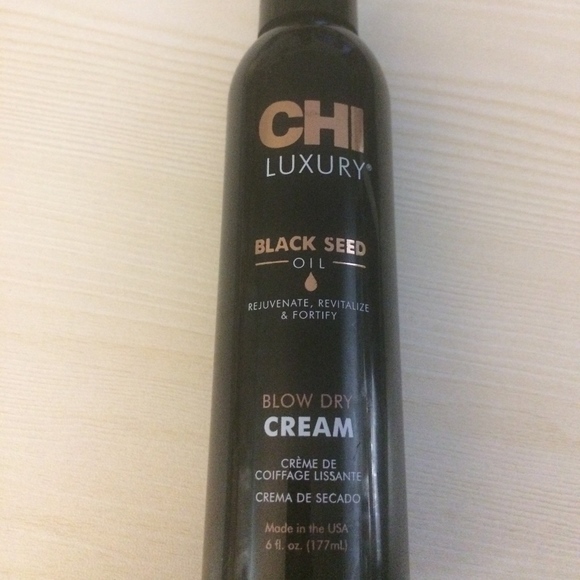 CHI
LUXURY®
BLACK SEED
OIL
REJUVENATE, REVITALIZE
& FORTIFY
BLOW DRY
CREAM
CRÈME DE
COIFFAGE LISSANTE
CREMA DE SECADO
Made in the USA
6 fl. oz. (177mL)